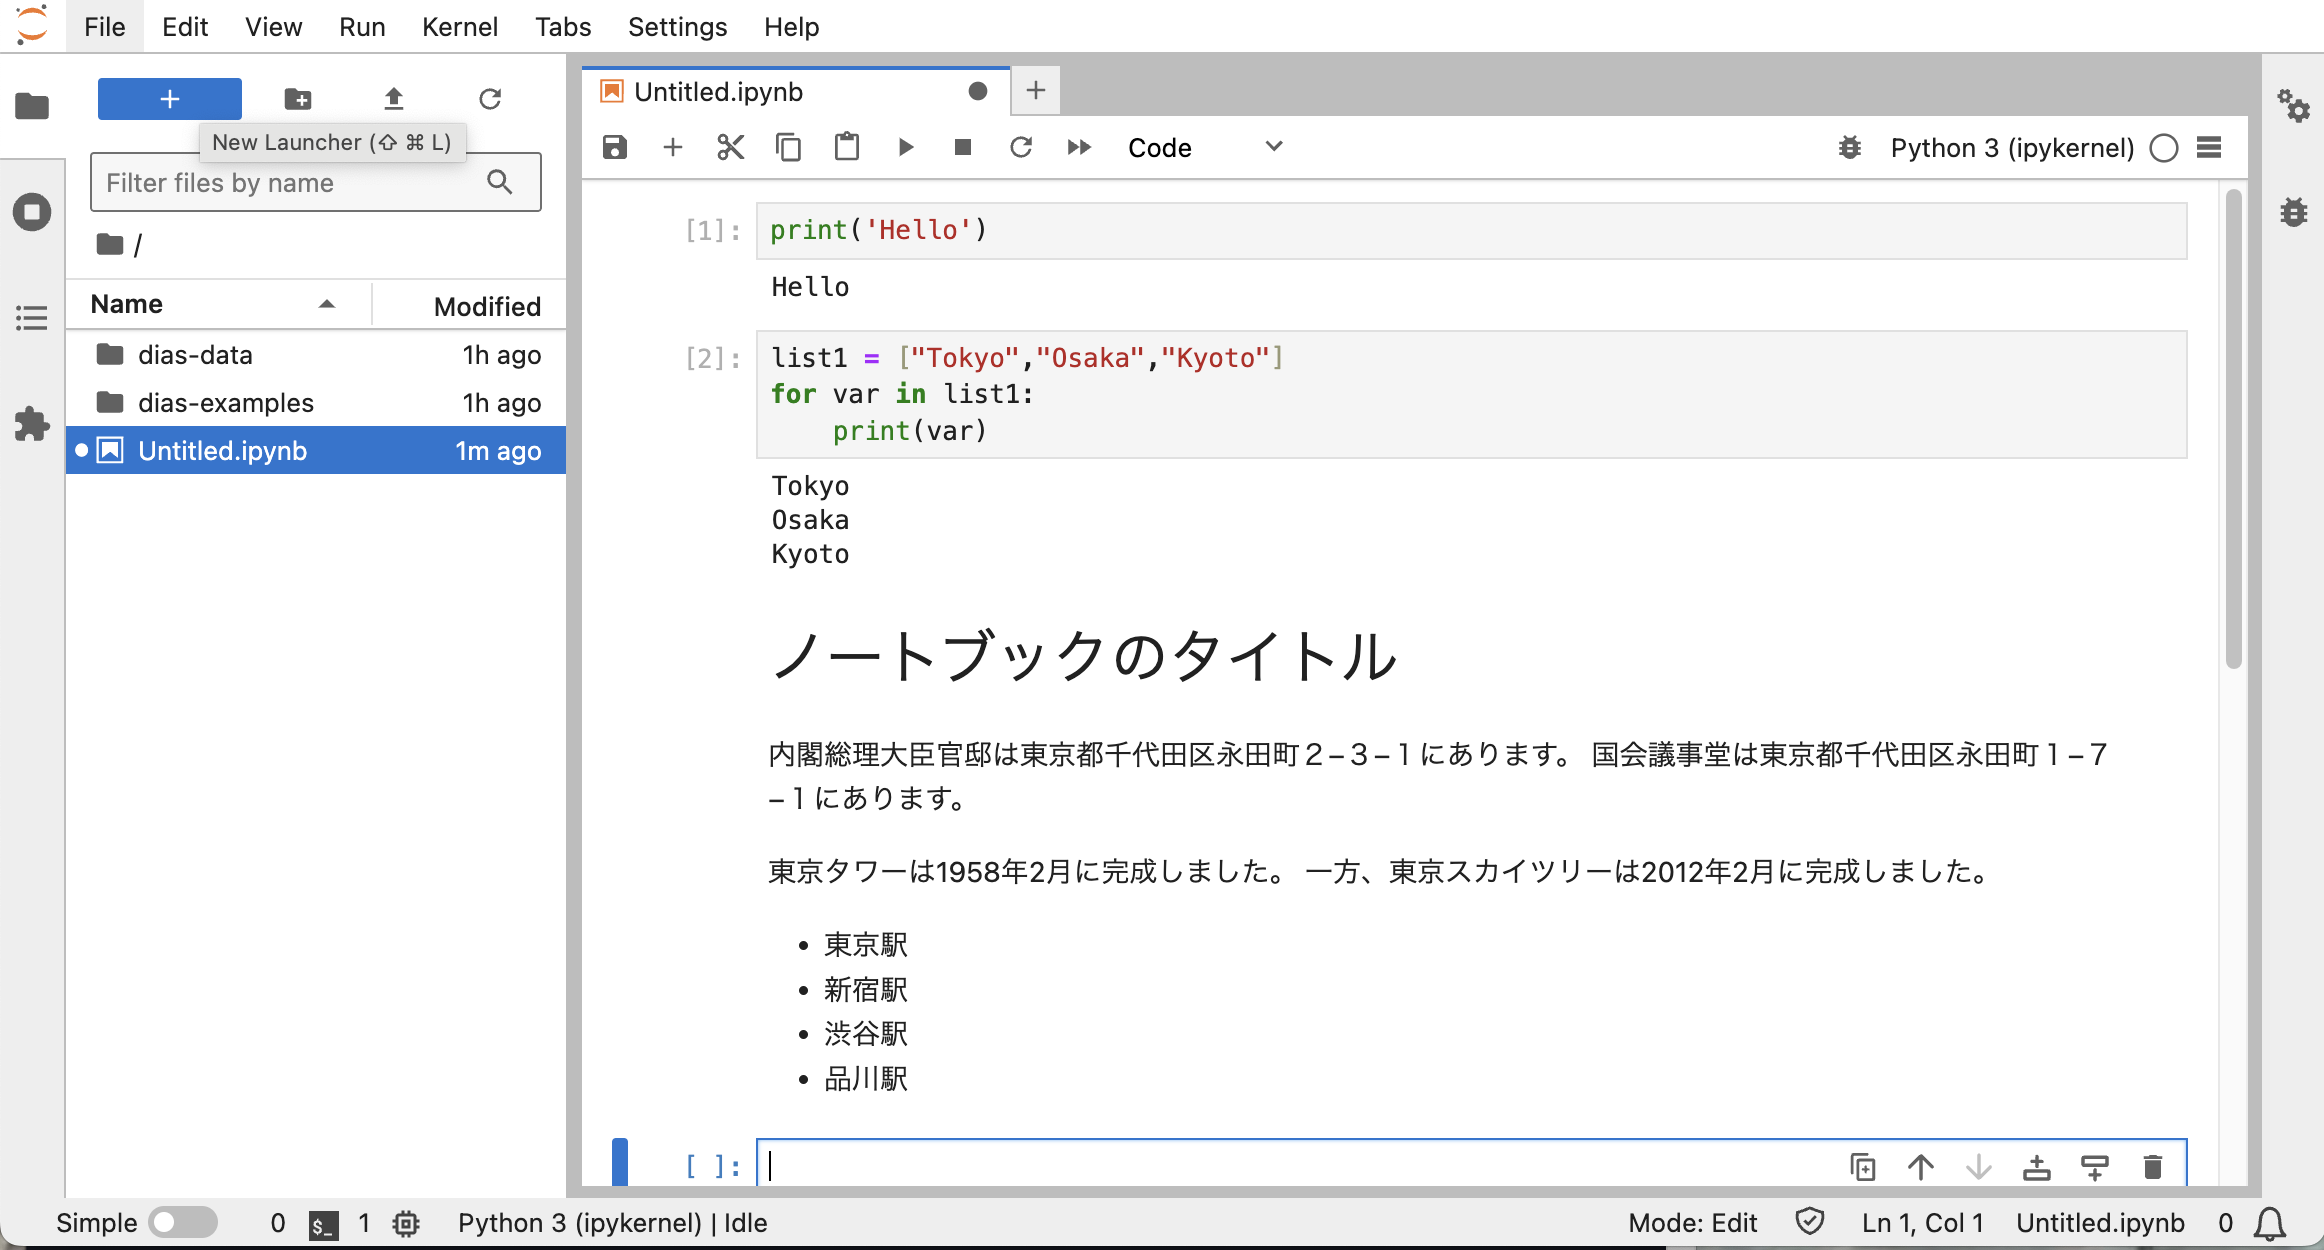 File Edit View Run Kernel Tabs Settings Help
New Launcher (⇧ ⌘ L)
Filter files by name
/
Name Modified
dias-data 1h ago
dias-examples 1h ago
Untitled.ipynb 1m ago
Untitled.ipynb
Code
Python 3 (ipykernel)
[1]: print('Hello')
Hello
[2]: list1 = ["Tokyo","Osaka","Kyoto"]
for var in list1:
    print(var)
Tokyo
Osaka
Kyoto
ノートブックのタイトル
内閣総理大臣官邸は東京都千代田区永田町２−３−１にあります。 国会議事堂は東京都千代田区永田町１−７
−１にあります。
東京タワーは1958年2月に完成しました。 一方、東京スカイツリーは2012年2月に完成しました。
• 東京駅
• 新宿駅
• 渋谷駅
• 品川駅
[ ]:
Simple 0 $_ 1 Python 3 (ipykernel) | Idle Mode: Edit Ln 1, Col 1 Untitled.ipynb 0